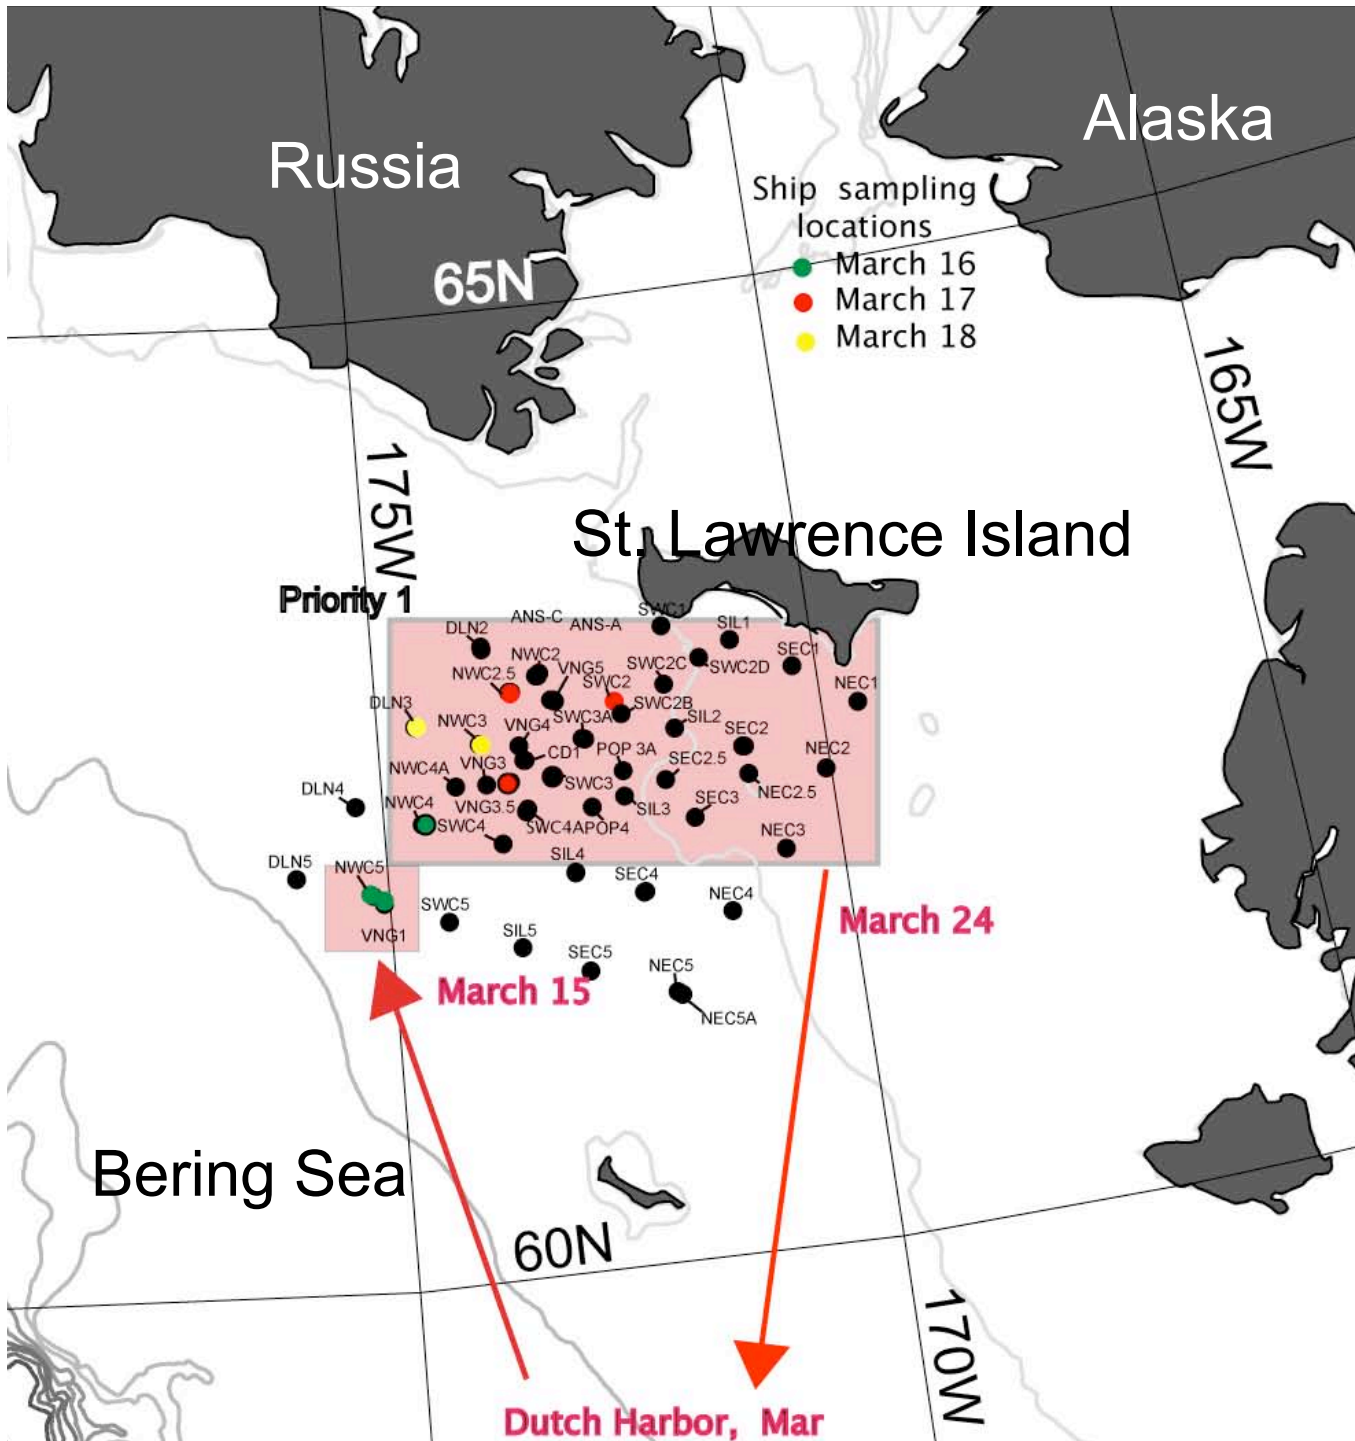 Russia
Alaska
Ship sampling
locations
March 16
March 17
March 18
65N
165W
175W
St. Lawrence Island
Priority 1
ANS-C
ANS-A
SWC1
SIL1
DLN2
NWC2
VNG5
SWC2C
SWC2D
SEC1
NWC2.5
SWC2
NEC1
DLN3
SWC2B
NWC3
VNG4
SWC3A
SIL2
SEC2
NWC4A
VNG3
CD1
POP 3A
SEC2.5
NEC2
DLN4
NWC4
VNG3.5
SWC3
NEC2.5
SWC4
SWC4A
POP4
SIL3
SEC3
NEC3
DLN5
NWC5
SIL4
SEC4
NEC4
VNG1
SWC5
March 24
SIL5
SEC5
NEC5
March 15
NEC5A
Bering Sea
60N
170W
Dutch Harbor, Mar